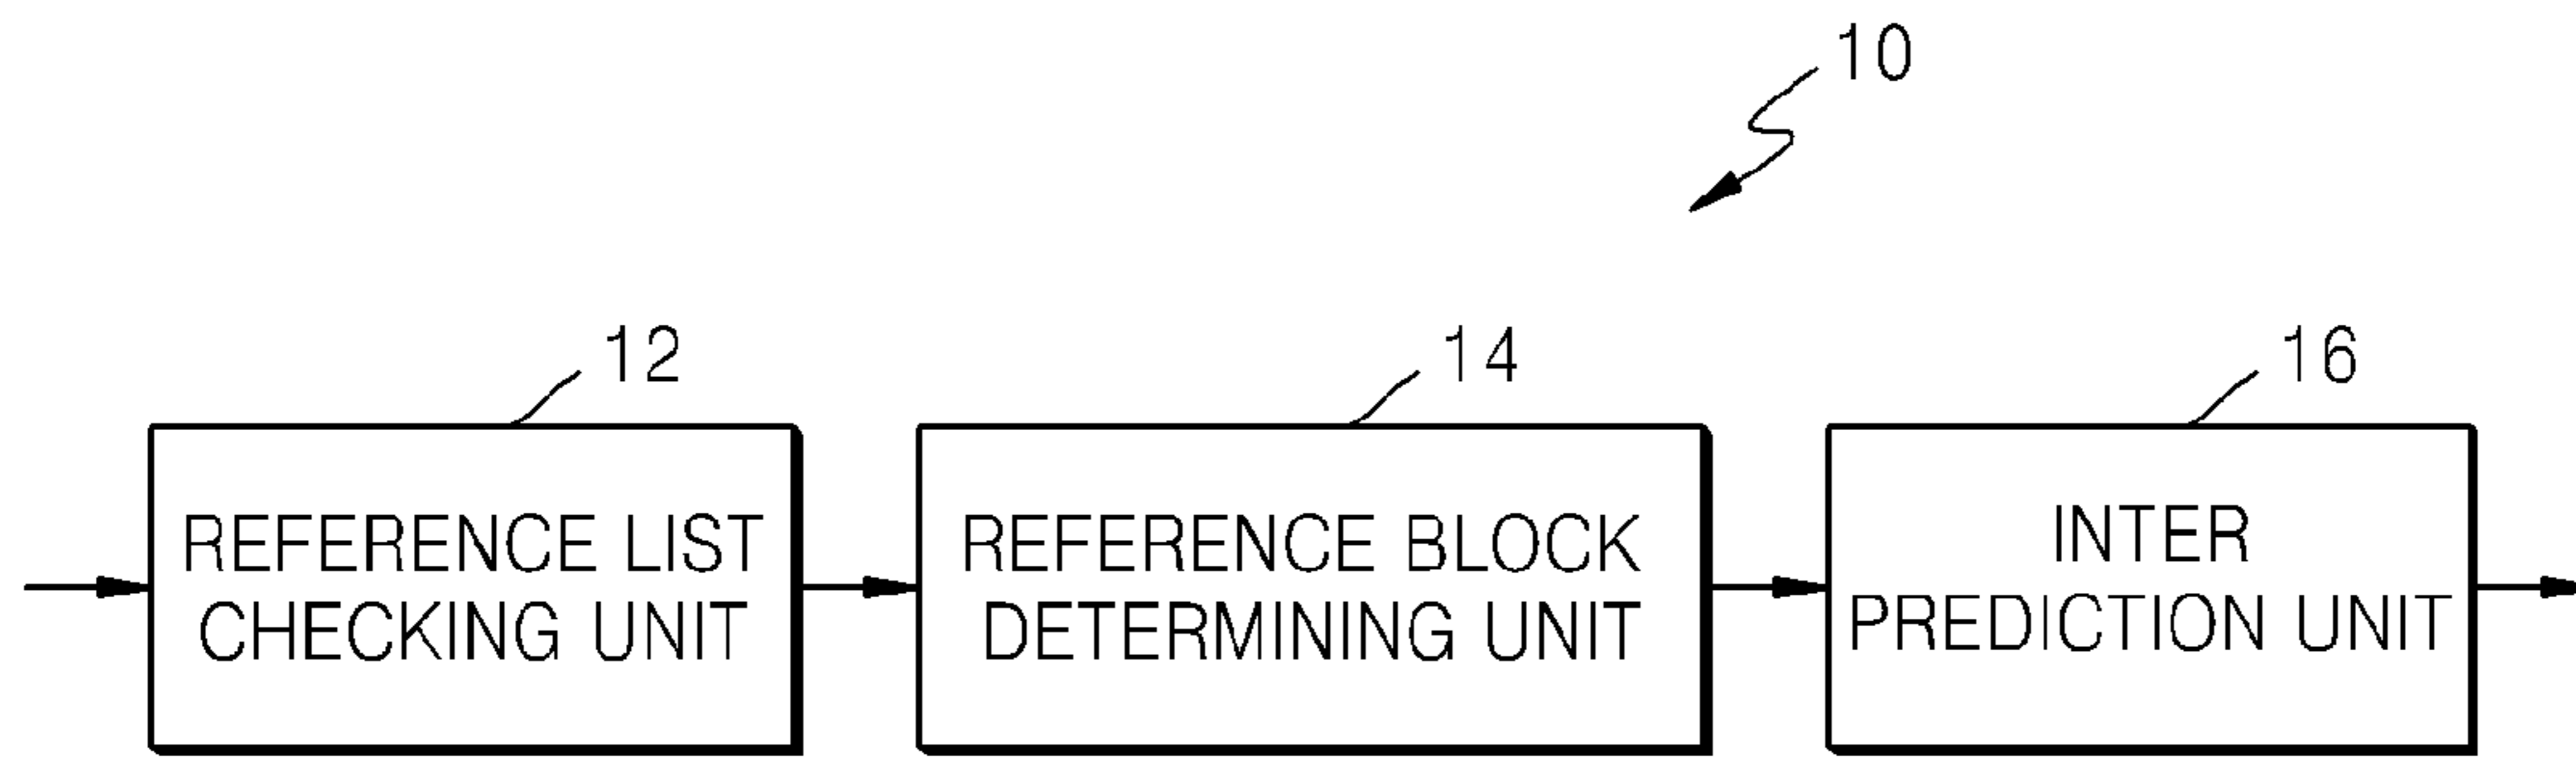 10
12
14
16
REFERENCE LIST
CHECKING UNIT
REFERENCE BLOCK
DETERMINING UNIT
INTER
PREDICTION UNIT